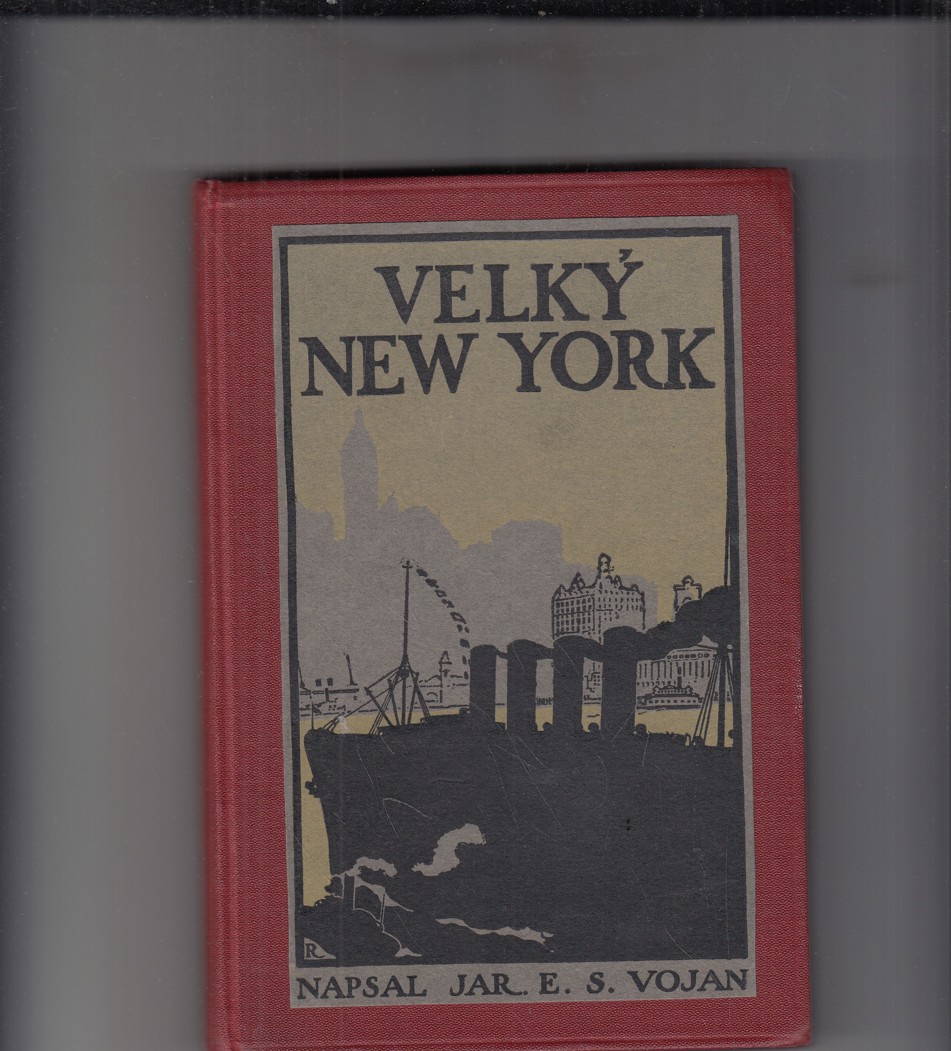 VELKÝ
NEW YORK
R
NAPSAL JAR. E. S. VOJAN